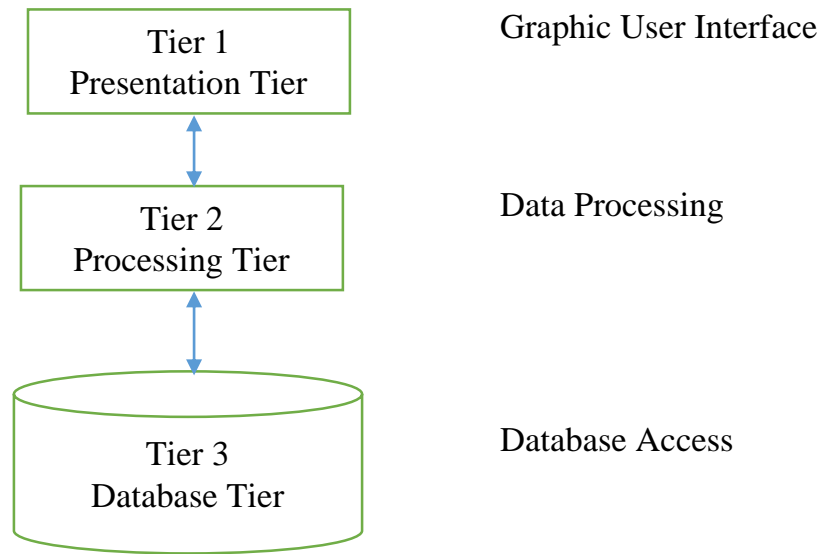 Tier 1
Presentation Tier
Graphic User Interface
Tier 2
Processing Tier
Data Processing
Tier 3
Database Tier
Database Access